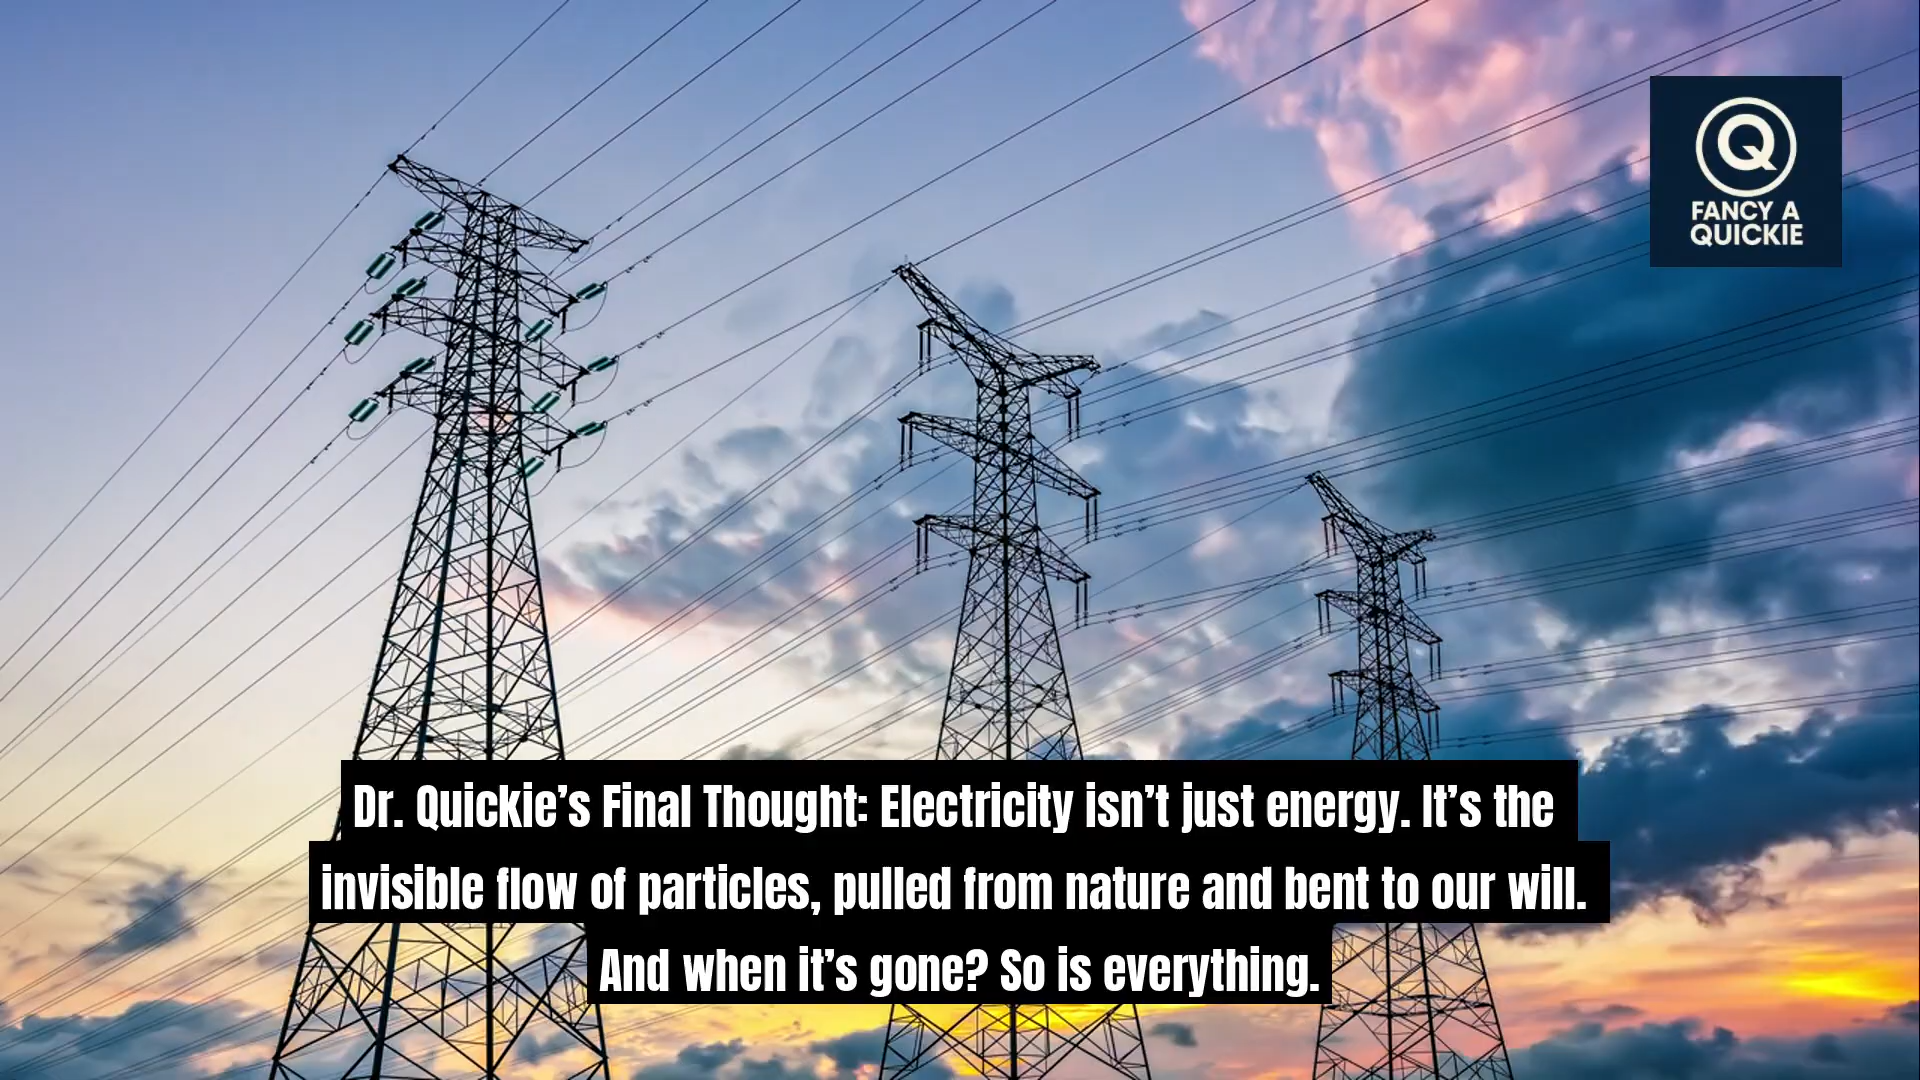 FANCY A
QUICKIE
Dr. Quickie’s Final Thought: Electricity isn’t just energy. It’s the
invisible flow of particles, pulled from nature and bent to our will.
And when it’s gone? So is everything.